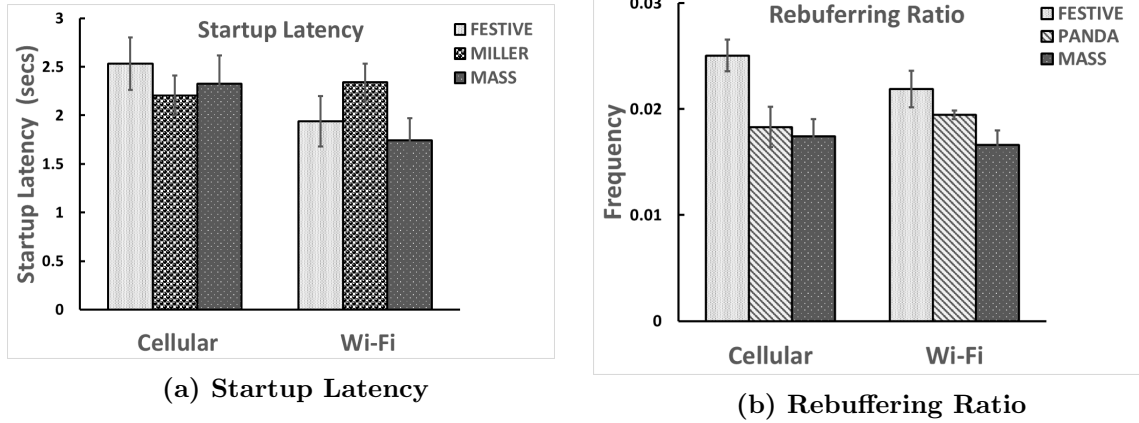 Startup Latency
FESTIVE
MILLER
MASS
Startup Latency (secs)
3
2.5
2
1.5
1
0.5
0
Cellular
Wi-Fi
(a) Startup Latency
Rebuferring Ratio
FESTIVE
PANDA
MASS
Frequency
0.03
0.02
0.01
0
Cellular
Wi-Fi
(b) Rebuffering Ratio